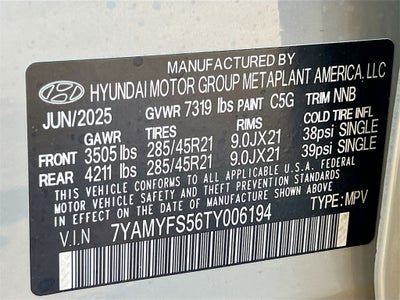 MANUFACTURED BY
HYUNDAI MOTOR GROUP METAPLANT AMERICA, LLC
JUN/2025 GVWR 7319 lbs PAINT C5G TRIM NNB
GAWR TIRES RIMS COLD TIRE INFL
FRONT 3505 lbs 285/45R21 9.0JX21 38psi SINGLE
REAR 4211 lbs 285/45R21 9.0JX21 39psi SINGLE
THIS VEHICLE CONFORMS TO ALL APPLICABLE U.S. FEDERAL
MOTOR VEHICLE SAFETY AND THEFT PREVENTION STANDARDS
IN EFFECT ON THE DATE OF MANUFACTURE SHOWN ABOVE.
V.I.N 7YAMYFS56TY006194 TYPE: MPV